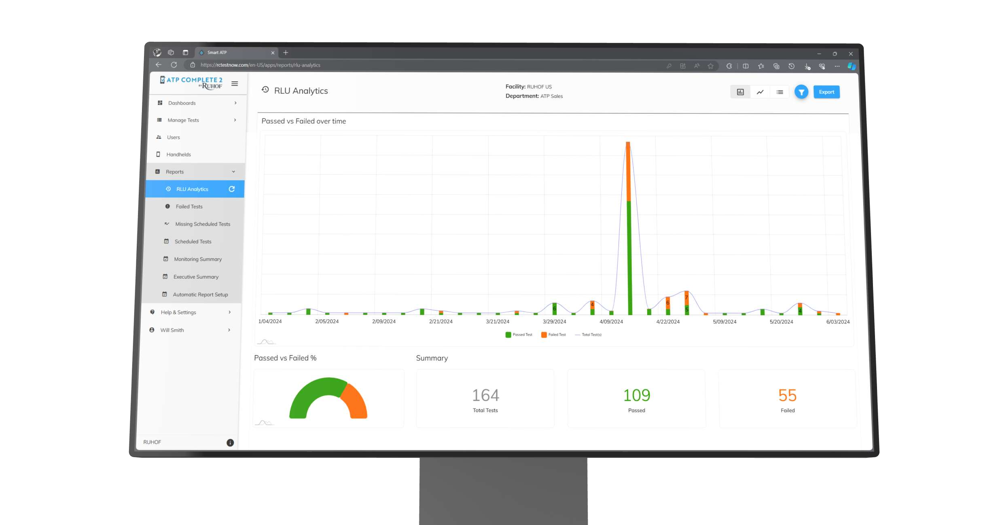 Smart ATP
https://rctestnow.com/en-US/apps/reports/rlu-analytics
ATP COMPLETE 2
BY RUHOF
Dashboards
Manage Tests
Users
Handhelds
Reports
RLU Analytics
Failed Tests
Missing Scheduled Tests
Scheduled Tests
Monitoring Summary
Executive Summary
Automatic Report Setup
Help & Settings
Will Smith
RUHOF
RLU Analytics
Facility: RUHOF US
Department: ATP Sales
Export
Passed vs Failed over time
6
4
6
7
5
4
1/04/2024 2/05/2024 2/09/2024 2/21/2024 3/21/2024 3/29/2024 4/09/2024 4/22/2024 5/09/2024 5/20/2024 6/03/2024
Passed Test Failed Test Total Test(s)
Passed vs Failed %
Summary
164
Total Tests
109
Passed
55
Failed